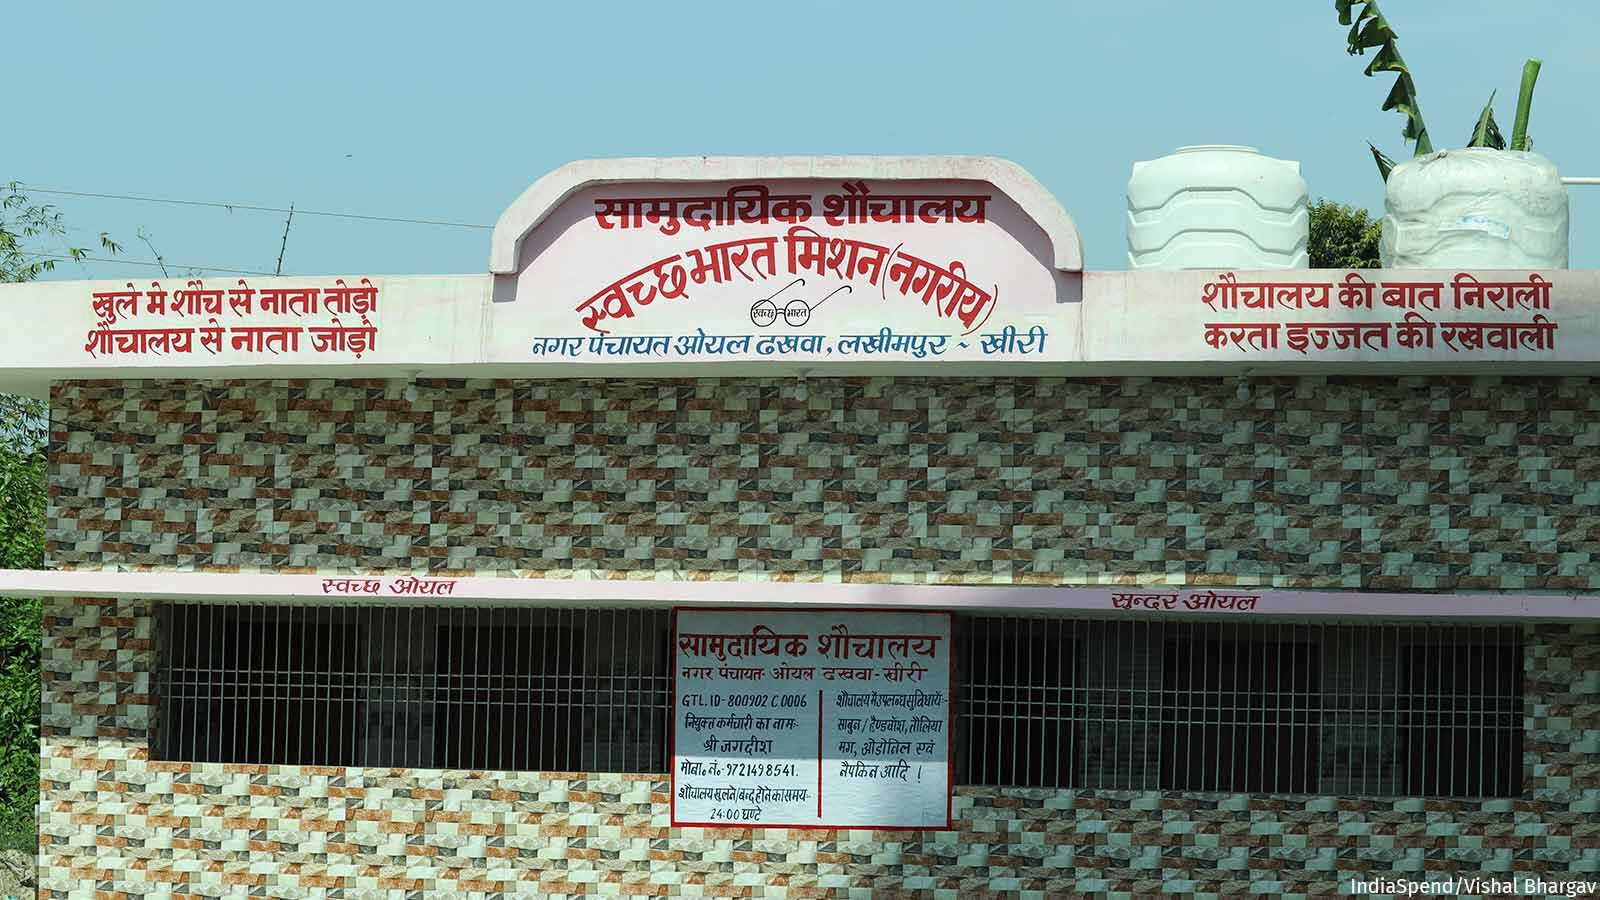 सामुदायिक शौचालय
स्वच्छ भारत मिशन (नगरीय)
स्वच्छ भारत
नगर पंचायत ओयल ढखवा, लखीमपुर ~ खीरी
खुले मे शौच से नाता तोड़ो
शौचालय से नाता जोड़ो
शौचालय की बात निराली
करता इज्जत की रखवाली
स्वच्छ ओयल
सुन्दर ओयल
सामुदायिक शौचालय
नगर पंचायत- ओयल ढखवा - खीरी
GTL. ID - 800902 C 0006
नियुक्त कर्मचारी का नाम:-
श्री जगदीश
मोबा॰ नं॰ - 9721498541.
शौचालय खुलने/बन्द होने का समय:-
24:00 घण्टे
शौचालय में उपलब्ध सुविधायें:-
साबुन / हैण्डवॉश, तौलिया
मग, ओडोनिल एवं
नैपकिन आदि !
IndiaSpend/Vishal Bhargav